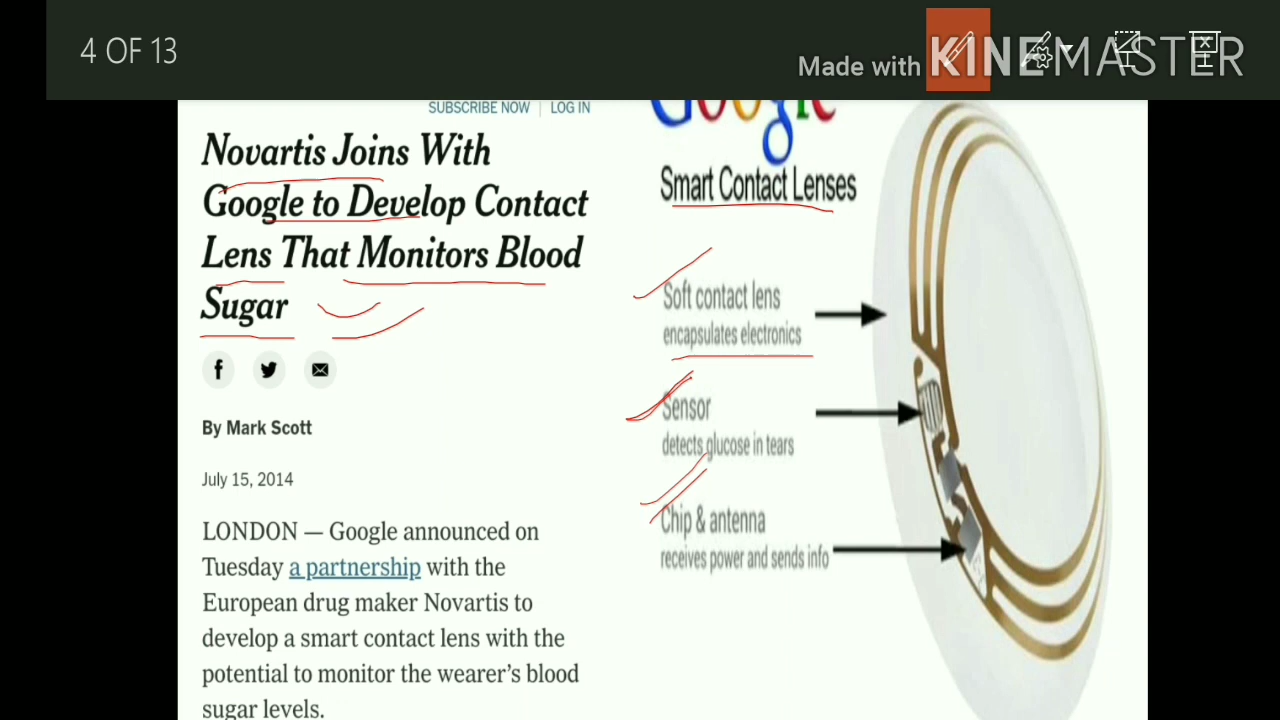 4 OF 13
Made with KINEMASTER
SUBSCRIBE NOW | LOG IN
Novartis Joins With
Google to Develop Contact
Lens That Monitors Blood
Sugar
By Mark Scott
July 15, 2014
LONDON — Google announced on
Tuesday a partnership with the
European drug maker Novartis to
develop a smart contact lens with the
potential to monitor the wearer's blood
sugar levels.
Google
Smart Contact Lenses
Soft contact lens
encapsulates electronics
Sensor
detects glucose in tears
Chip & antenna
receives power and sends info